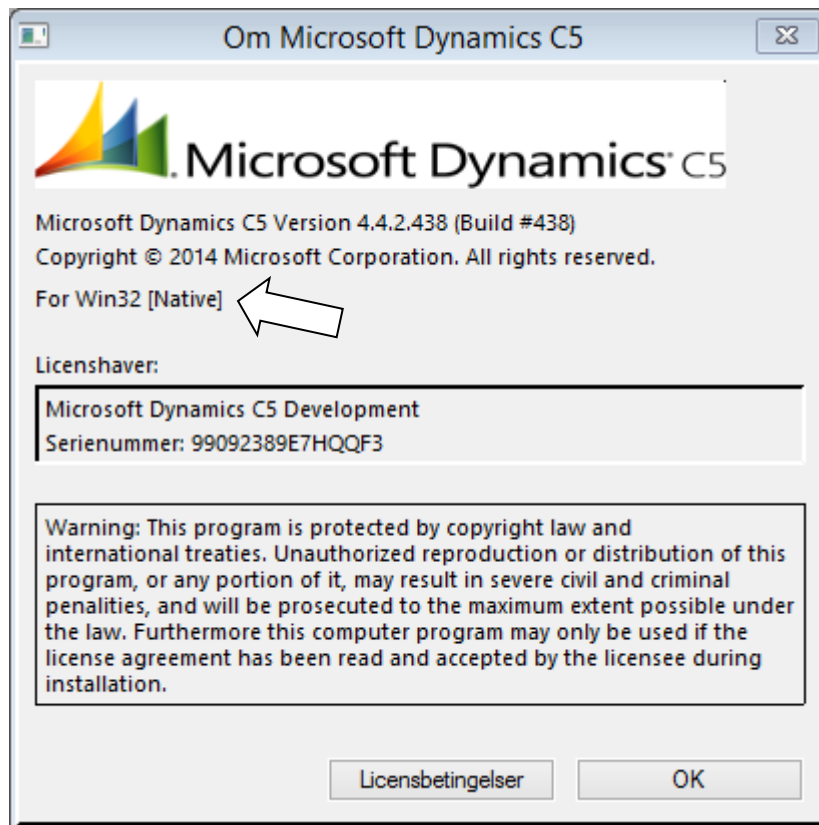 Om Microsoft Dynamics C5
Microsoft Dynamics C5
Microsoft Dynamics C5 Version 4.4.2.438 (Build #438)
Copyright © 2014 Microsoft Corporation. All rights reserved.
For Win32 [Native]
Licenshaver:
Microsoft Dynamics C5 Development
Serienummer: 99092389E7HQQF3
Warning: This program is protected by copyright law and
international treaties. Unauthorized reproduction or distribution of this
program, or any portion of it, may result in severe civil and criminal
penalities, and will be prosecuted to the maximum extent possible under
the law. Furthermore this computer program may only be used if the
license agreement has been read and accepted by the licensee during
installation.
Licensbetingelser
OK